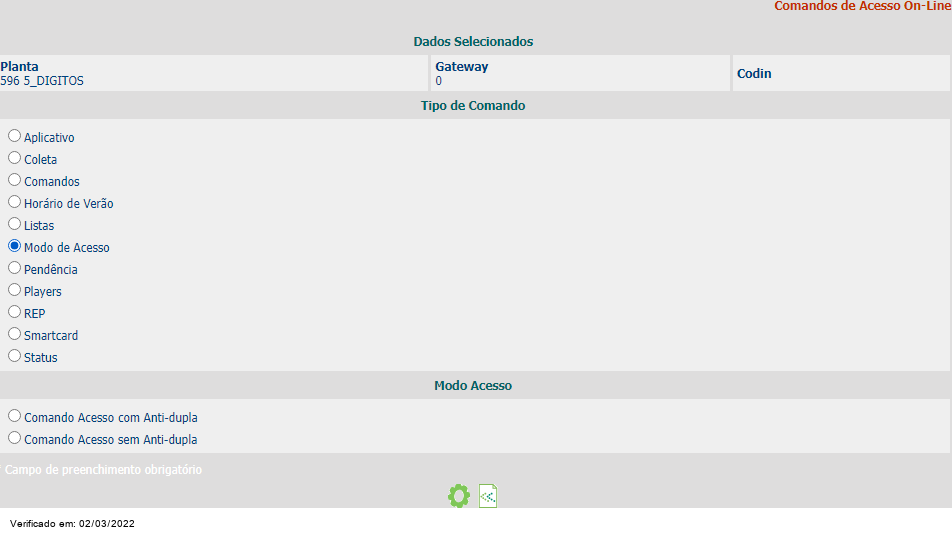 Comandos de Acesso On-Line
Dados Selecionados
Planta
596 5_DIGITOS
Gateway
0
Codin
Tipo de Comando
Aplicativo
Coleta
Comandos
Horário de Verão
Listas
Modo de Acesso
Pendência
Players
REP
Smartcard
Status
Modo Acesso
Comando Acesso com Anti-dupla
Comando Acesso sem Anti-dupla
* Campo de preenchimento obrigatório
Verificado em: 02/03/2022